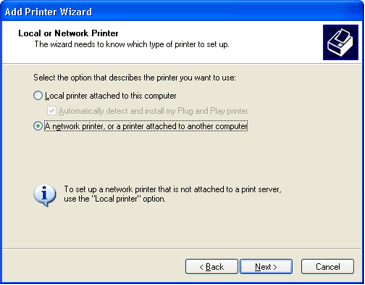 Add Printer Wizard
Local or Network Printer
The wizard needs to know which type of printer to set up.
Select the option that describes the printer you want to use:
Local printer attached to this computer
Automatically detect and install my Plug and Play printer
A network printer, or a printer attached to another computer
To set up a network printer that is not attached to a print server,
use the "Local printer" option.
< Back
Next >
Cancel